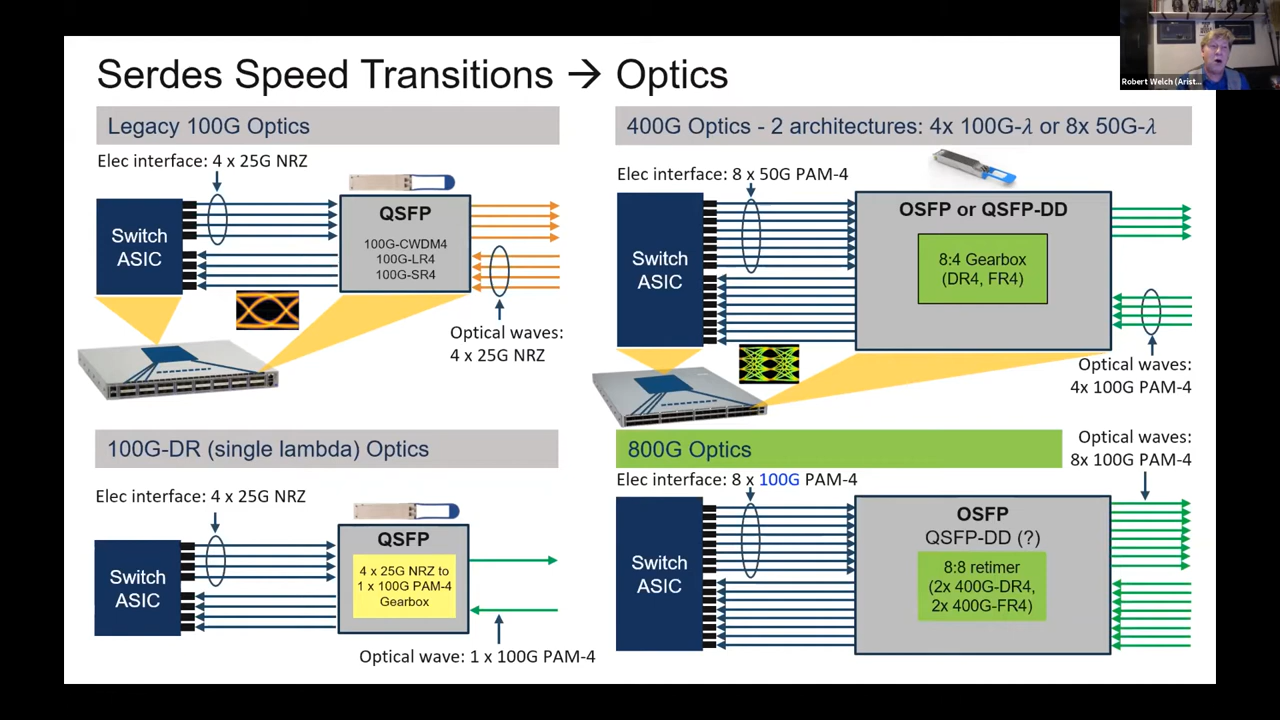 Serdes Speed Transitions → Optics
Robert Welch (Arist...
Legacy 100G Optics
Elec interface: 4 x 25G NRZ
Switch
ASIC
QSFP
100G-CWDM4
100G-LR4
100G-SR4
Optical waves:
4 x 25G NRZ
400G Optics - 2 architectures: 4x 100G-λ or 8x 50G-λ
Elec interface: 8 x 50G PAM-4
Switch
ASIC
OSFP or QSFP-DD
8:4 Gearbox
(DR4, FR4)
Optical waves:
4x 100G PAM-4
100G-DR (single lambda) Optics
Elec interface: 4 x 25G NRZ
Switch
ASIC
QSFP
4 x 25G NRZ to
1 x 100G PAM-4
Gearbox
Optical wave: 1 x 100G PAM-4
800G Optics
Optical waves:
8x 100G PAM-4
Elec interface: 8 x 100G PAM-4
Switch
ASIC
OSFP
QSFP-DD (?)
8:8 retimer
(2x 400G-DR4,
2x 400G-FR4)